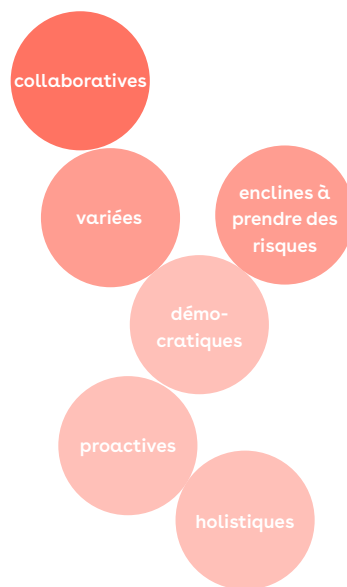 collaboratives
variées
enclines à
prendre des
risques
démo-
cratiques
proactives
holistiques